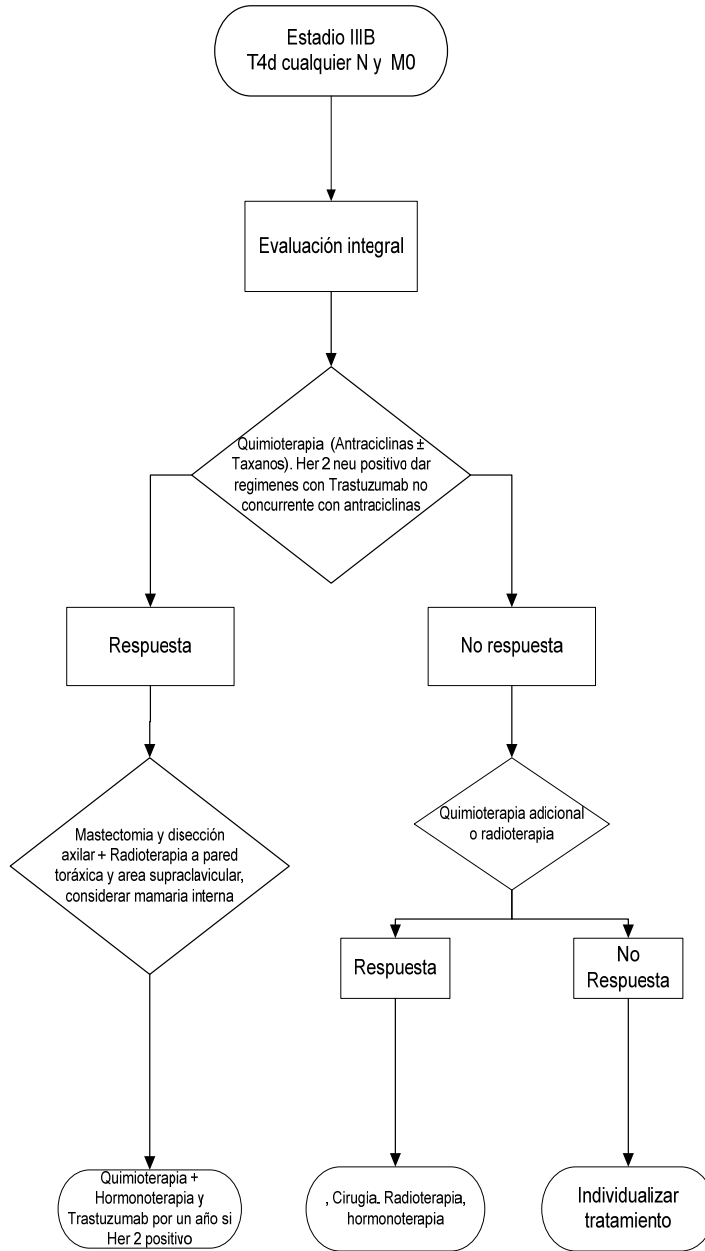 Estadio IIIB
T4d cualquier N y M0
Evaluación integral
Quimioterapia (Antraciclinas ±
Taxanos). Her 2 neu positivo dar
regimenes con Trastuzumab no
concurrente con antraciclinas
Respuesta
No respuesta
Mastectomia y disección
axilar + Radioterapia a pared
toráxica y area supraclavicular,
considerar mamaria interna
Quimioterapia adicional
o radioterapia
Respuesta
No
Respuesta
Quimioterapia +
Hormonoterapia y
Trastuzumab por un año si
Her 2 positivo
, Cirugia. Radioterapia,
hormonoterapia
Individualizar
tratamiento